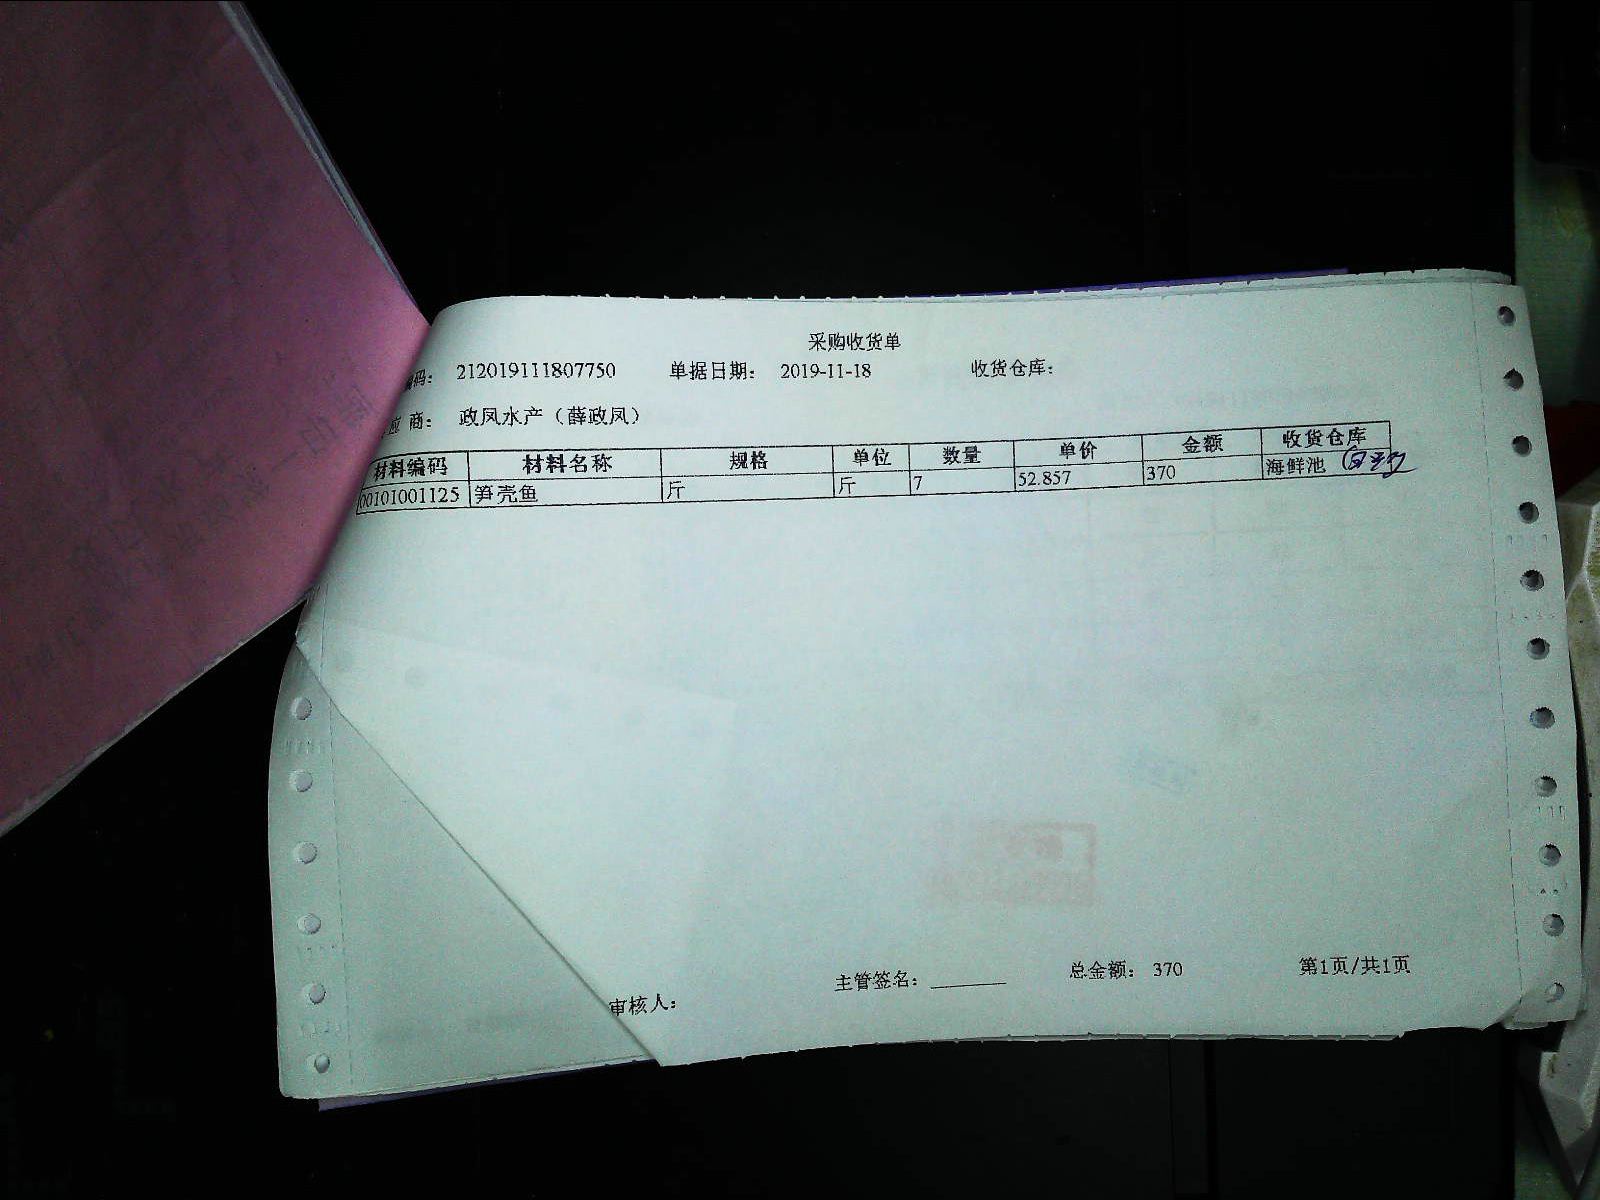 采购收货单
编码： 212019111807750 单据日期： 2019-11-18 收货仓库：
应 商： 政凤水产（薛政凤）
材料编码 材料名称 规格 单位 数量 单价 金额 收货仓库
00101001125 笋壳鱼 斤 斤 7 52.857 370 海鲜池
审核人： 主管签名： 总金额： 370 第1页/共1页